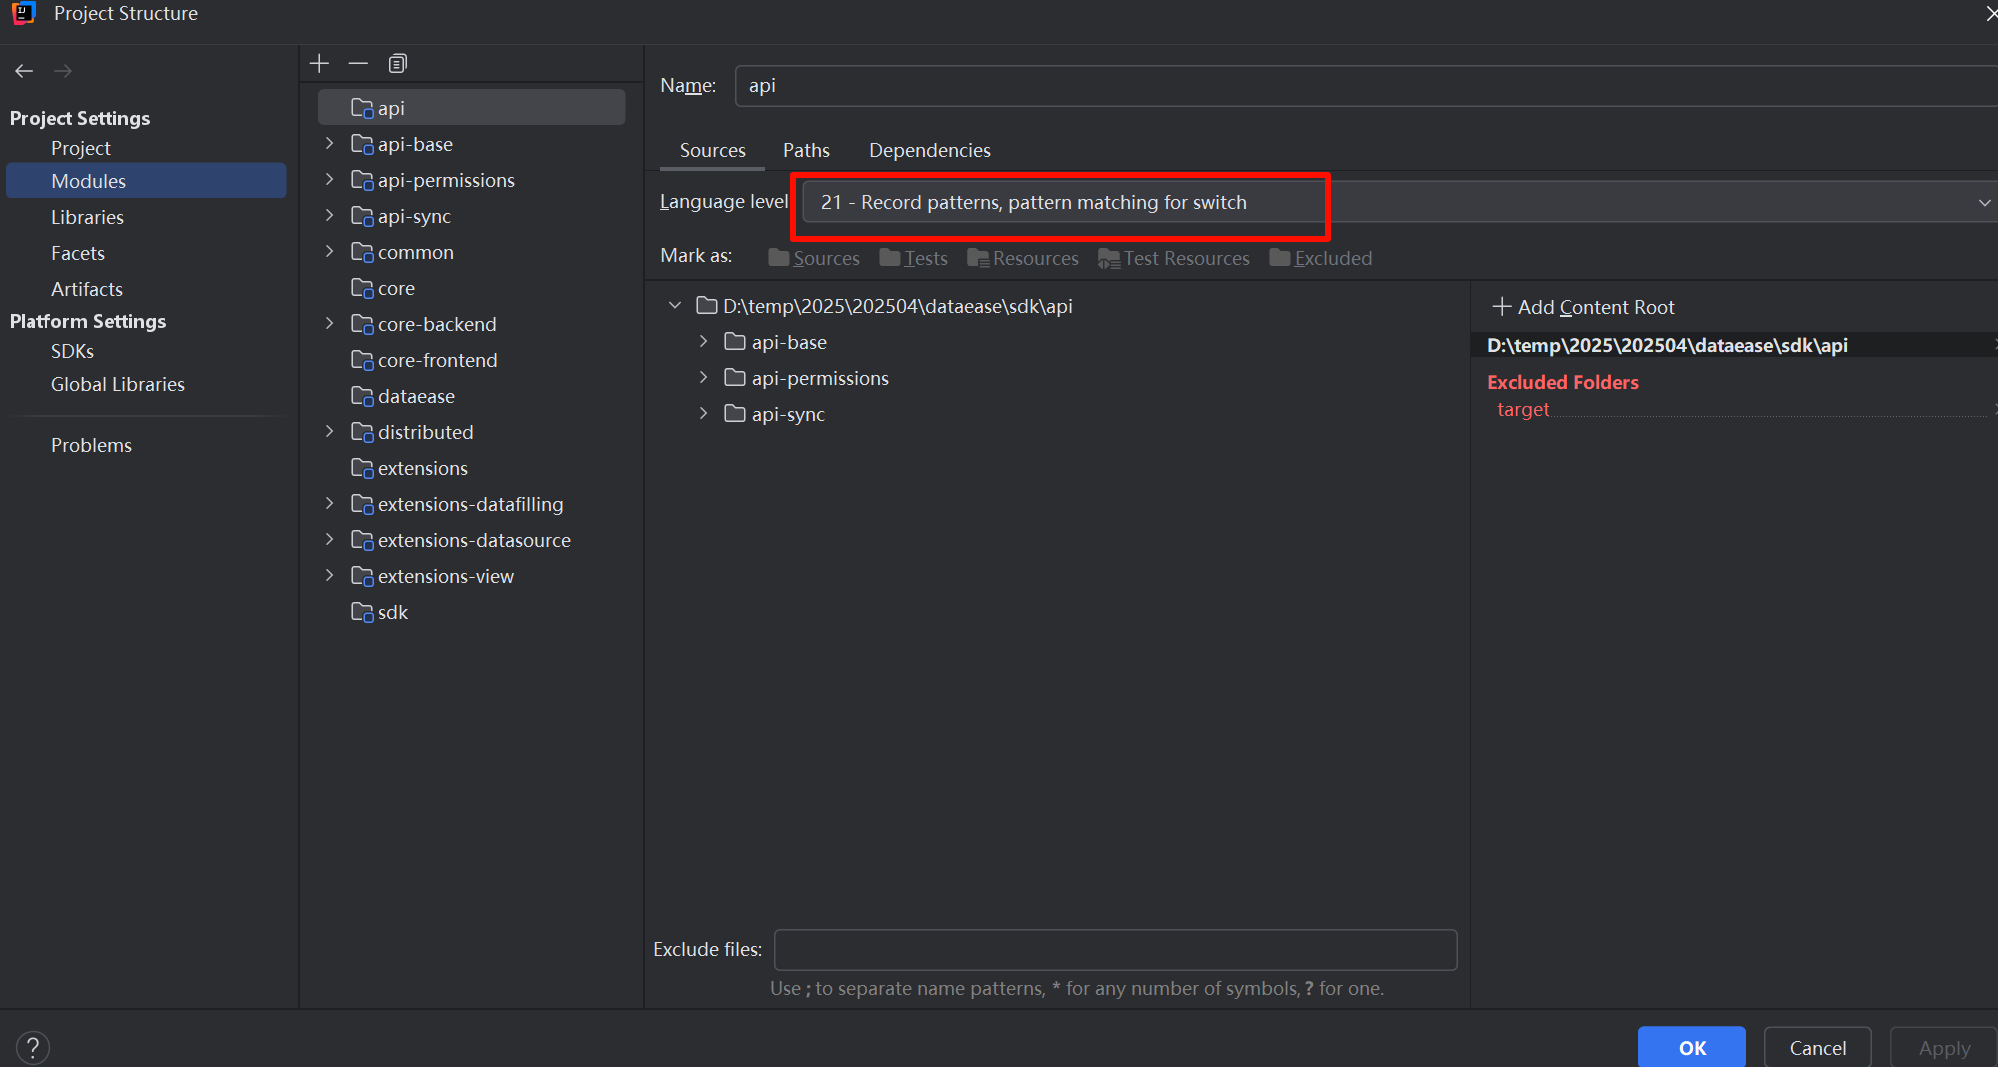 Project Structure
Project Settings
Project
Modules
Libraries
Facets
Artifacts
Platform Settings
SDKs
Global Libraries
Problems
api
api-base
api-permissions
api-sync
common
core
core-backend
core-frontend
dataease
distributed
extensions
extensions-datafilling
extensions-datasource
extensions-view
sdk
Name: api
Sources Paths Dependencies
Language level 21 - Record patterns, pattern matching for switch
Mark as: Sources Tests Resources Test Resources Excluded
D:\temp\2025\202504\dataease\sdk\api
api-base
api-permissions
api-sync
Add Content Root
D:\temp\2025\202504\dataease\sdk\api
Excluded Folders
target
Exclude files:
Use ; to separate name patterns, * for any number of symbols, ? for one.
?
OK Cancel Apply